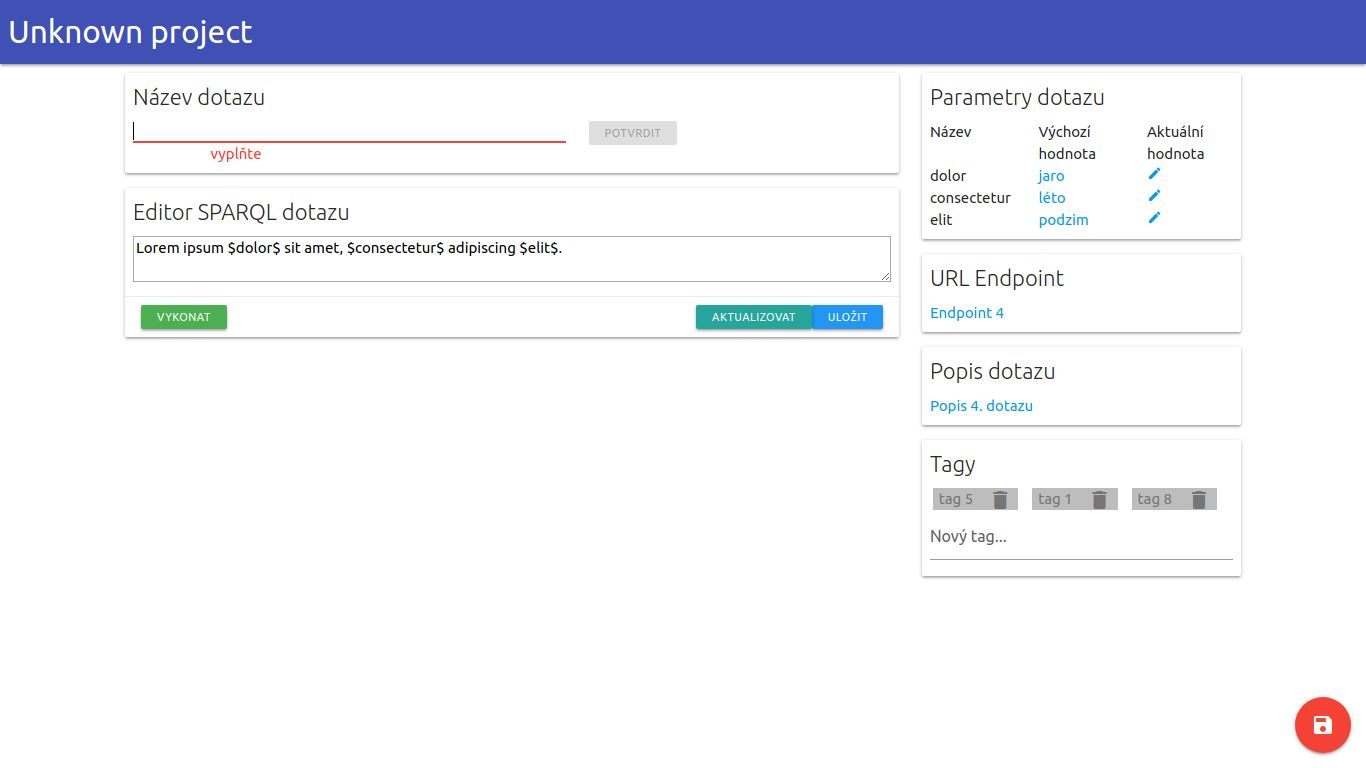 Unknown project
Název dotazu
POTVRDIT
vyplňte
Editor SPARQL dotazu
Lorem ipsum $dolor$ sit amet, $consectetur$ adipiscing $elit$.
VYKONAT
AKTUALIZOVAT
ULOŽIT
Parametry dotazu
Název Výchozí hodnota Aktuální hodnota
dolor jaro
consectetur léto
elit podzim
URL Endpoint
Endpoint 4
Popis dotazu
Popis 4. dotazu
Tagy
tag 5 tag 1 tag 8
Nový tag...